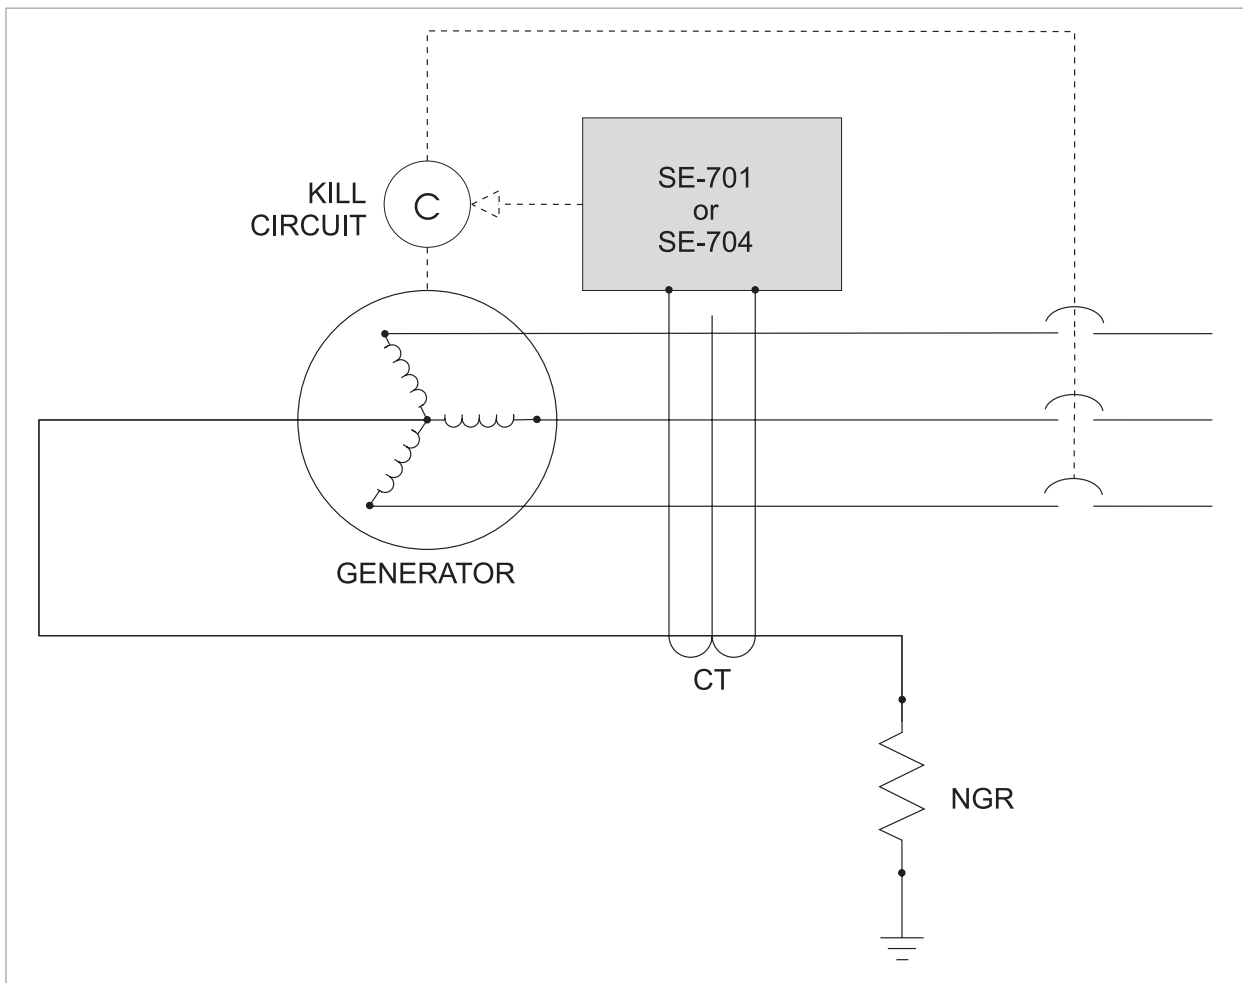 KILL
CIRCUIT
C
SE-701
or
SE-704
GENERATOR
CT
NGR